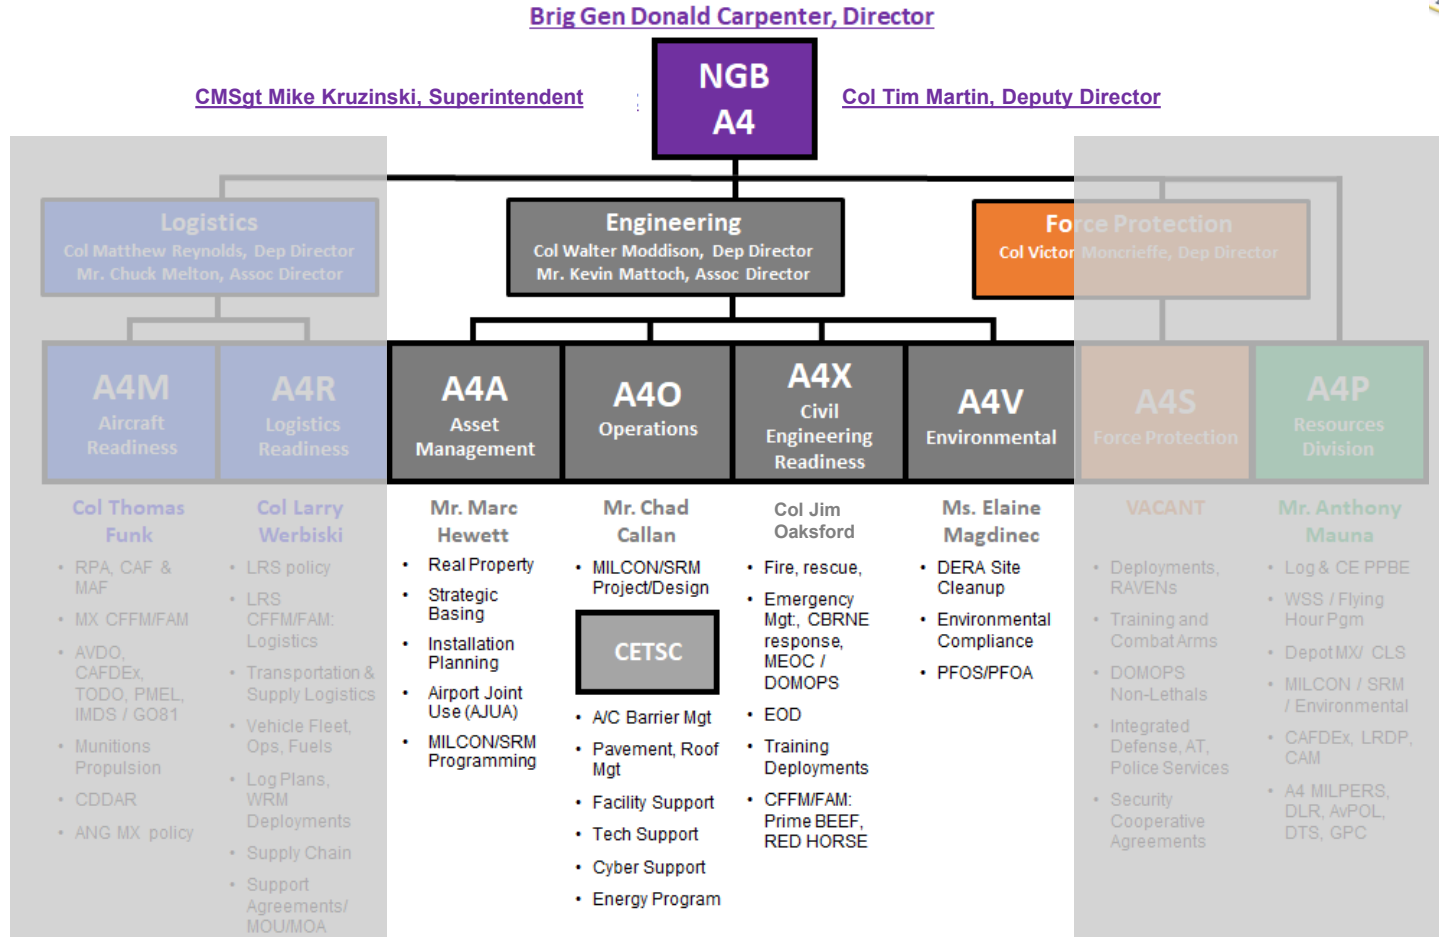 Brig Gen Donald Carpenter, Director
NGB
A4
CMSgt Mike Kruzinski, Superintendent
:
Col Tim Martin, Deputy Director
Logistics
Col Matthew Reynolds, Dep Director
Mr. Chuck Melton, Assoc Director
Engineering
Col Walter Moddison, Dep Director
Mr. Kevin Mattoch, Assoc Director
Force Protection
Col Victor Moncrieffe, Dep Director
A4M
Aircraft
Readiness
Col Thomas
Funk
• RPA, CAF &
MAF
• MX CFFM/FAM
• AVDO,
CAFDEx,
TODO, PMEL,
IMDS / GO81
• Munitions
Propulsion
• CDDAR
• ANG MX policy
A4R
Logistics
Readiness
Col Larry
Werbiski
• LRS policy
• LRS
CFFM/FAM:
Logistics
• Transportation &
Supply Logistics
• Vehicle Fleet,
Ops, Fuels
• Log Plans,
WRM
Deployments
• Supply Chain
• Support
Agreements/
MOU/MOA
A4A
Asset
Management
Mr. Marc
Hewett
• Real Property
• Strategic
Basing
• Installation
Planning
• Airport Joint
Use (AJUA)
• MILCON/SRM
Programming
A4O
Operations
Mr. Chad
Callan
• MILCON/SRM
Project/Design
CETSC
• A/C Barrier Mgt
• Pavement, Roof
Mgt
• Facility Support
• Tech Support
• Cyber Support
• Energy Program
A4X
Civil
Engineering
Readiness
Col Jim
Oaksford
• Fire, rescue,
• Emergency
Mgt:, CBRNE
response,
MEOC /
DOMOPS
• EOD
• Training
Deployments
• CFFM/FAM:
Prime BEEF,
RED HORSE
A4V
Environmental
Ms. Elaine
Magdinec
• DERA Site
Cleanup
• Environmental
Compliance
• PFOS/PFOA
A4S
Force Protection
VACANT
• Deployments,
RAVENs
• Training and
Combat Arms
• DOMOPS
Non-Lethals
• Integrated
Defense, AT,
Police Services
• Security
Cooperative
Agreements
A4P
Resources
Division
Mr. Anthony
Mauna
• Log & CE PPBE
• WSS / Flying
Hour Pgm
• Depot MX/ CLS
• MILCON / SRM
/ Environmental
• CAFDEx, LRDP,
CAM
• A4 MILPERS,
DLR, AvPOL,
DTS, GPC